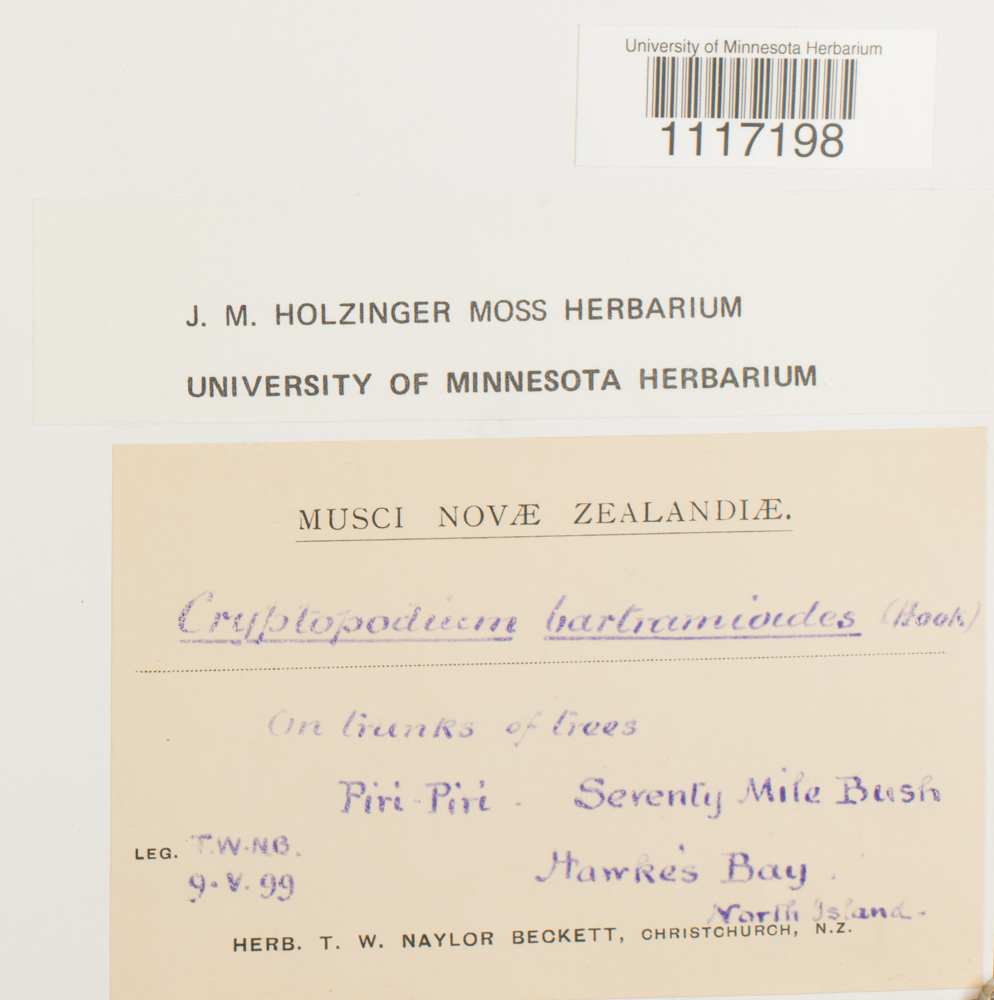 University of Minnesota Herbarium
1117198
J. M. HOLZINGER MOSS HERBARIUM
UNIVERSITY OF MINNESOTA HERBARIUM
MUSCI NOVÆ ZEALANDIÆ.
Cryptopodium bartramioides (Hook)
On trunks of trees
Piri-Piri - Seventy Mile Bush
LEG. T.W.N.B.
9.V.99
Hawke's Bay.
North Island.
HERB. T. W. NAYLOR BECKETT, CHRISTCHURCH, N.Z.